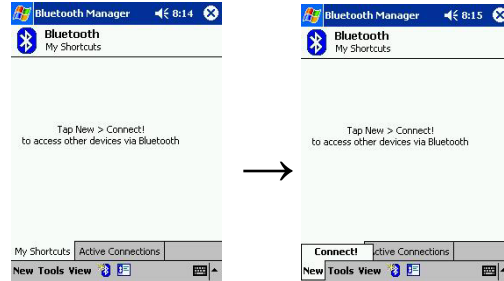 Bluetooth Manager 8:14
Bluetooth
My Shortcuts
Tap New > Connect!
to access other devices via Bluetooth
My Shortcuts Active Connections
New Tools View
Bluetooth Manager 8:15
Bluetooth
My Shortcuts
Tap New > Connect!
to access other devices via Bluetooth
Connect! Active Connections
New Tools View